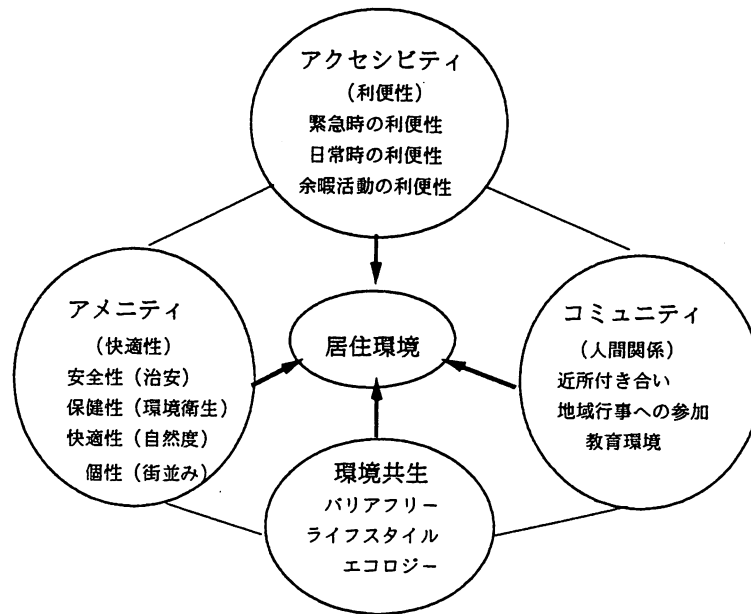 アクセシビティ
(利便性)
緊急時の利便性
日常時の利便性
余暇活動の利便性
アメニティ
(快適性)
安全性(治安)
保健性(環境衛生)
快適性(自然度)
個性(街並み)
居住環境
コミュニティ
(人間関係)
近所付き合い
地域行事への参加
教育環境
環境共生
バリアフリー
ライフスタイル
エコロジー